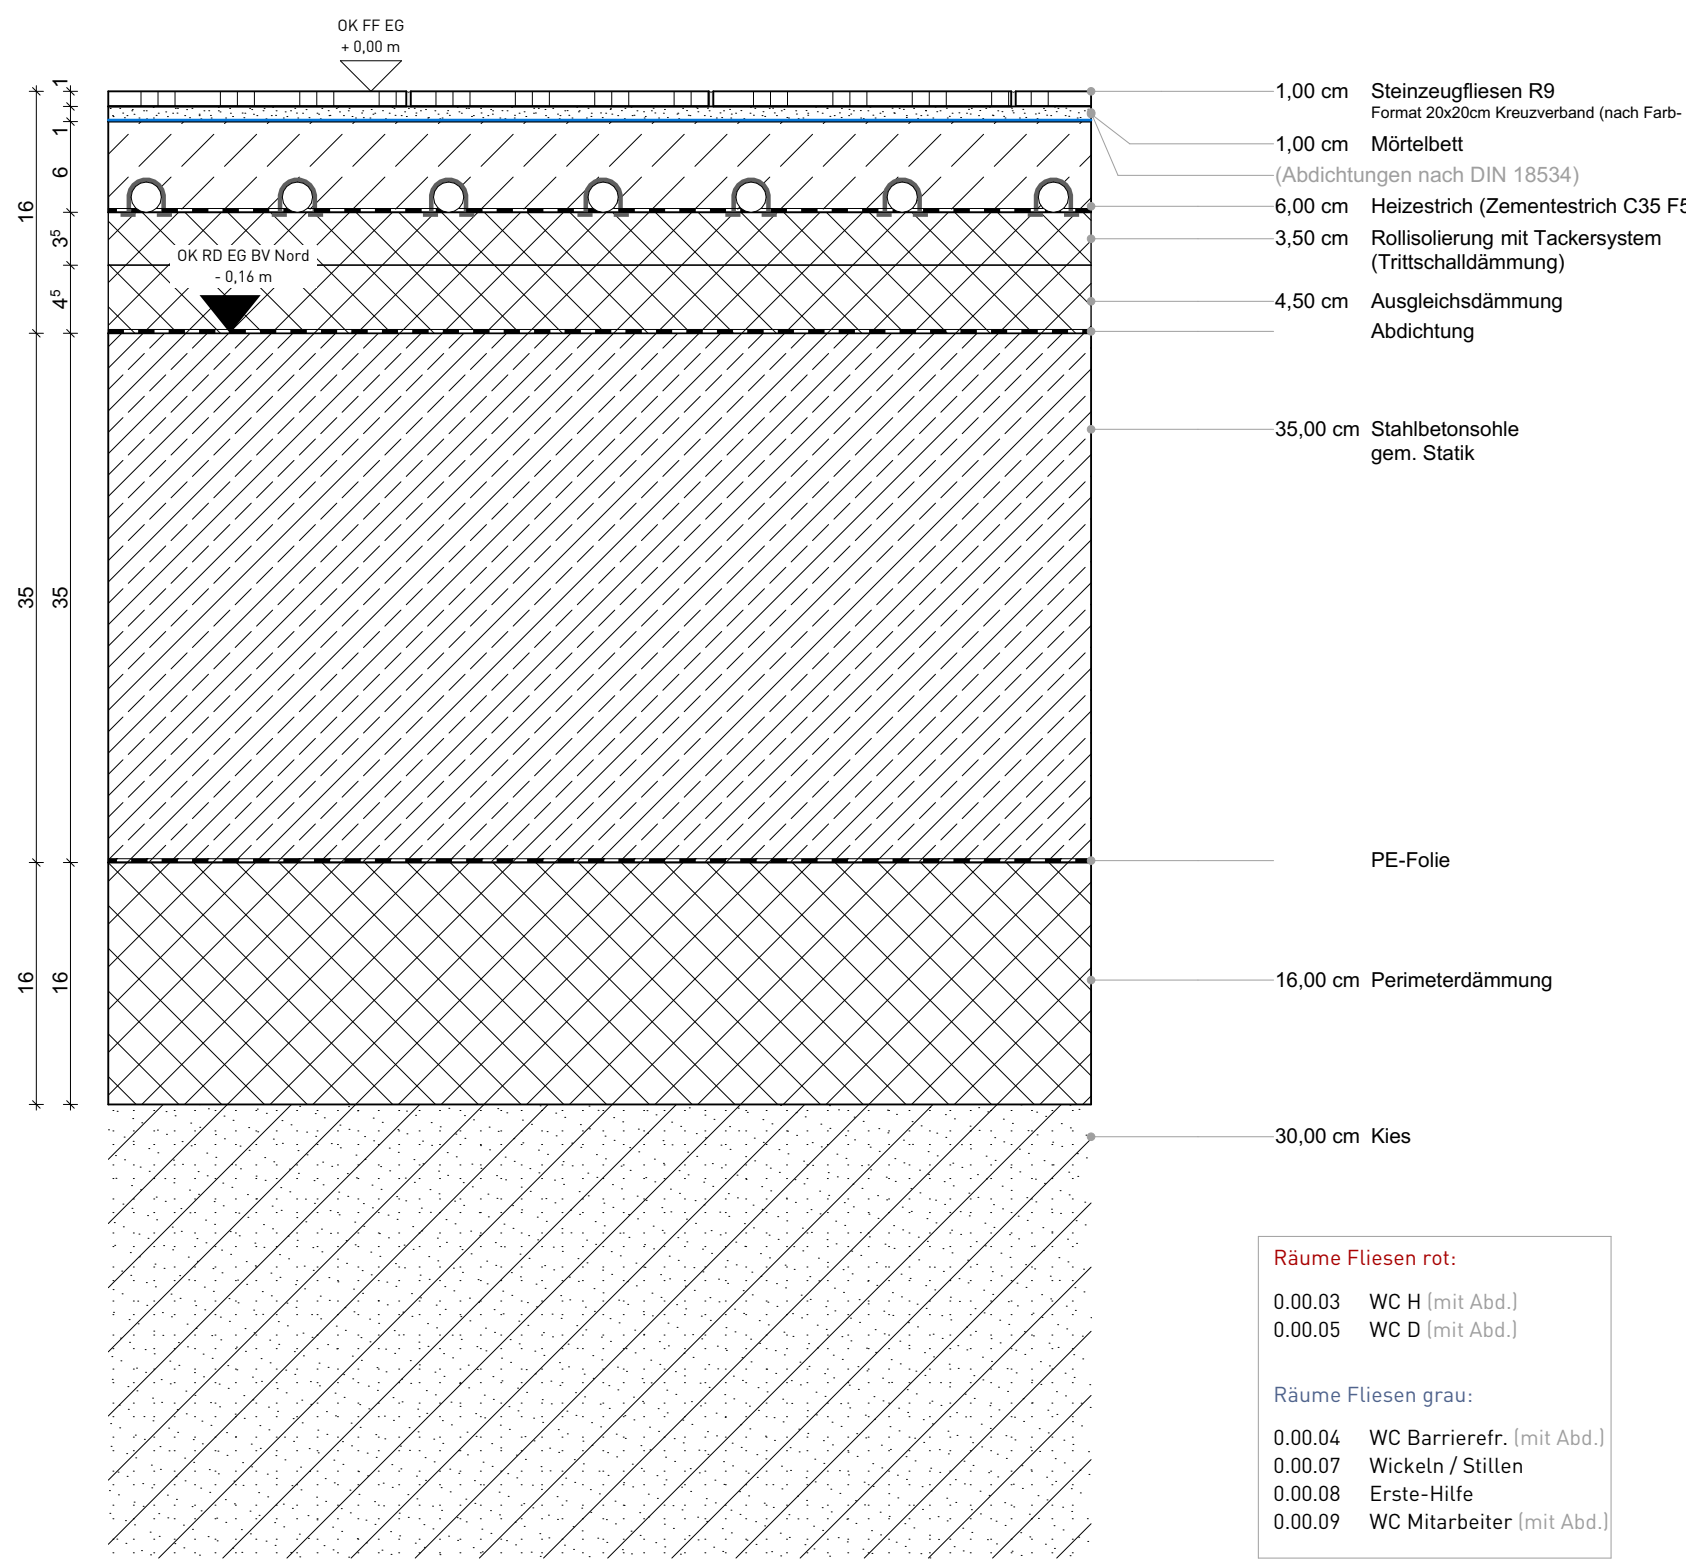 OK FF EG
+ 0,00 m
1
1
6
16
3⁵
4⁵
OK RD EG BV Nord
- 0,16 m
35
35
16
16
1,00 cm Steinzeugfliesen R9
Format 20x20cm Kreuzverband (nach Farb-
1,00 cm Mörtelbett
(Abdichtungen nach DIN 18534)
6,00 cm Heizestrich (Zementestrich C35 F5
3,50 cm Rollisolierung mit Tackersystem
(Trittschalldämmung)
4,50 cm Ausgleichsdämmung
Abdichtung
35,00 cm Stahlbetonsohle
gem. Statik
PE-Folie
16,00 cm Perimeterdämmung
30,00 cm Kies
Räume Fliesen rot:
0.00.03 WC H (mit Abd.)
0.00.05 WC D (mit Abd.)
Räume Fliesen grau:
0.00.04 WC Barrierefr. (mit Abd.)
0.00.07 Wickeln / Stillen
0.00.08 Erste-Hilfe
0.00.09 WC Mitarbeiter (mit Abd.)